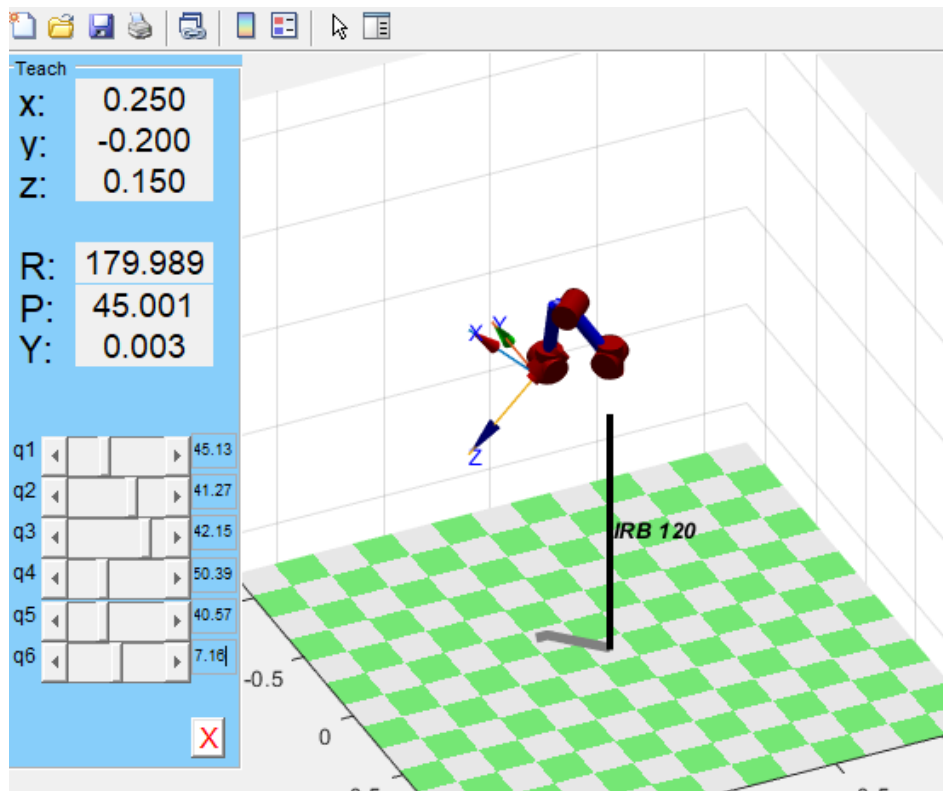 Teach
x: 0.250
y: -0.200
z: 0.150
R: 179.989
P: 45.001
Y: 0.003
q1 45.13
q2 41.27
q3 42.15
q4 50.39
q5 40.57
q6 7.16
X
X
Y
Z
IRB 120
-0.5
0